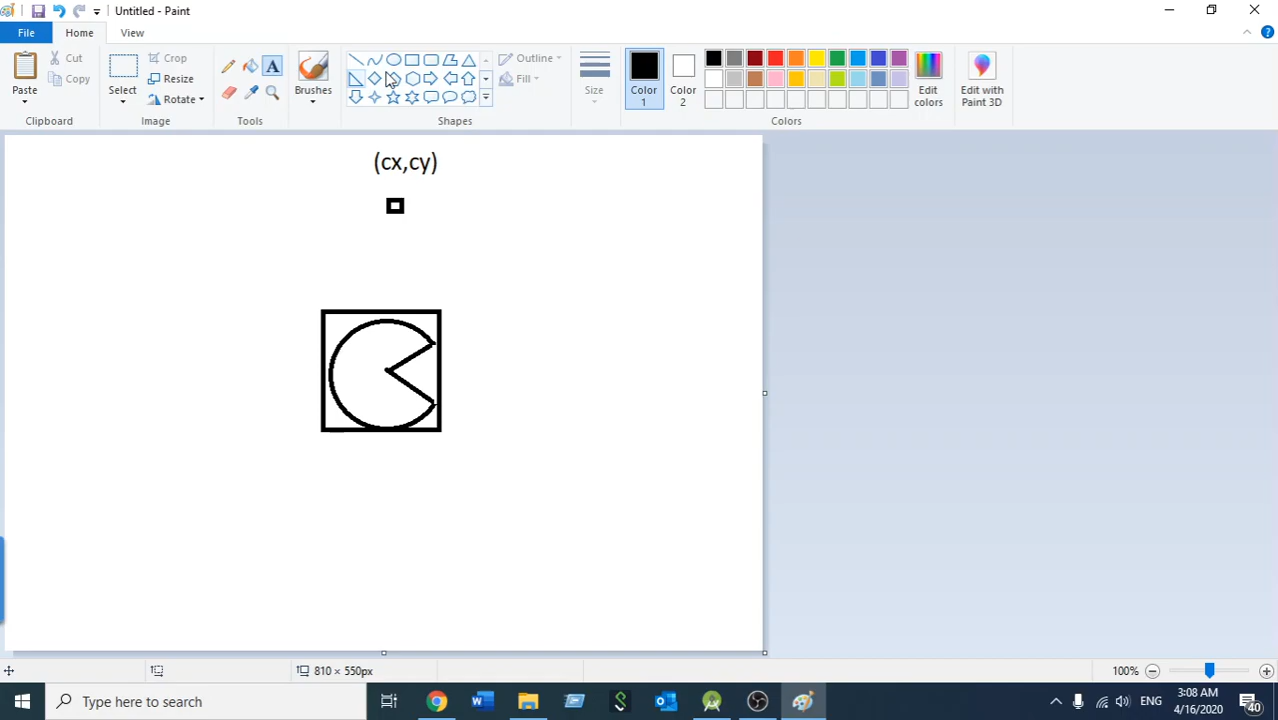 Untitled - Paint
File
Home
View
Paste
Cut
Copy
Clipboard
Select
Crop
Resize
Rotate
Image
A
Tools
Brushes
Shapes
Outline
Fill
Size
Color 1
Color 2
Edit colors
Colors
Edit with Paint 3D
(cx,cy)
810 × 550px
100%
Type here to search
ENG
3:08 AM
4/16/2020
40